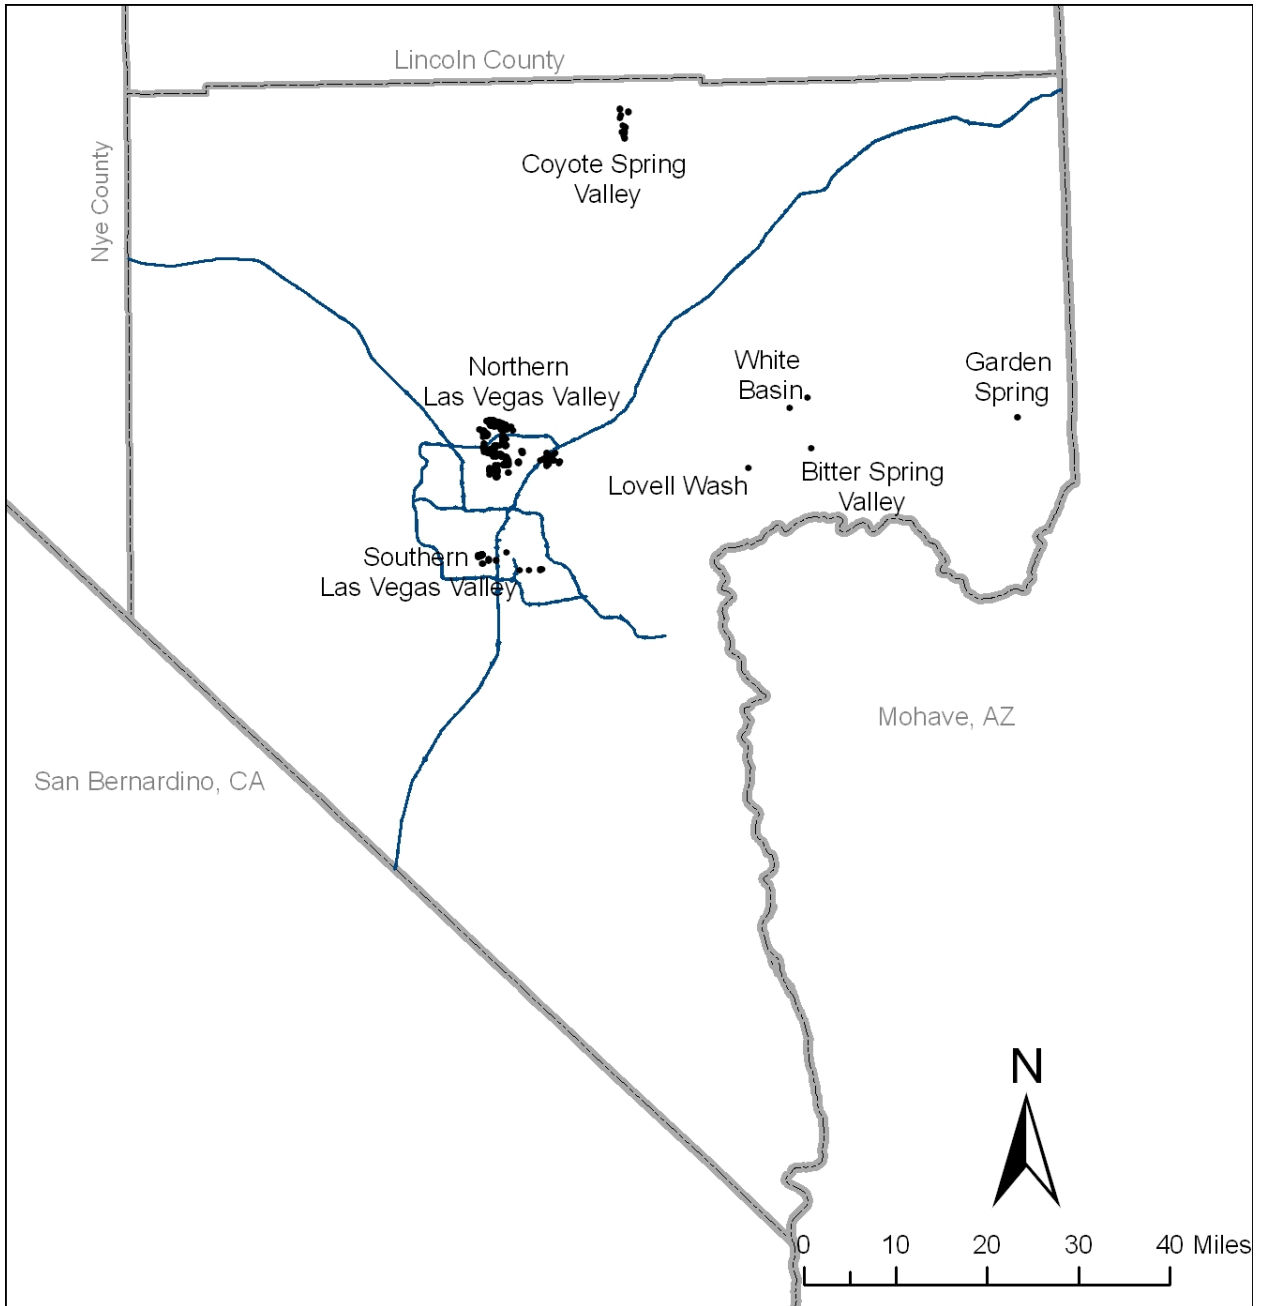 Lincoln County
Nye County
Coyote Spring
Valley
Northern
Las Vegas Valley
White
Basin
Garden
Spring
Lovell Wash
Bitter Spring
Valley
Southern
Las Vegas Valley
Mohave, AZ
San Bernardino, CA
N
0 10 20 30 40 Miles